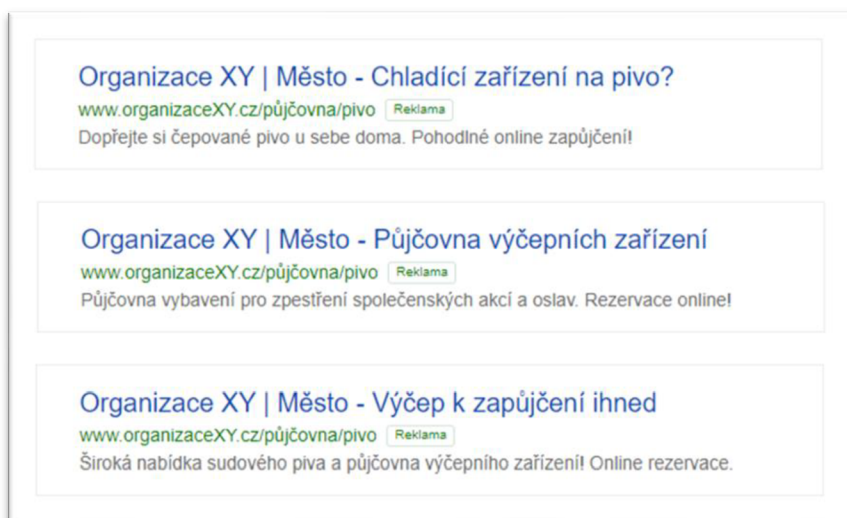 Organizace XY | Město - Chladící zařízení na pivo?
www.organizaceXY.cz/půjčovna/pivo Reklama
Dopřejte si čepované pivo u sebe doma. Pohodlné online zapůjčení!
Organizace XY | Město - Půjčovna výčepních zařízení
www.organizaceXY.cz/půjčovna/pivo Reklama
Půjčovna vybavení pro zpestření společenských akcí a oslav. Rezervace online!
Organizace XY | Město - Výčep k zapůjčení ihned
www.organizaceXY.cz/půjčovna/pivo Reklama
Široká nabídka sudového piva a půjčovna výčepního zařízení! Online rezervace.